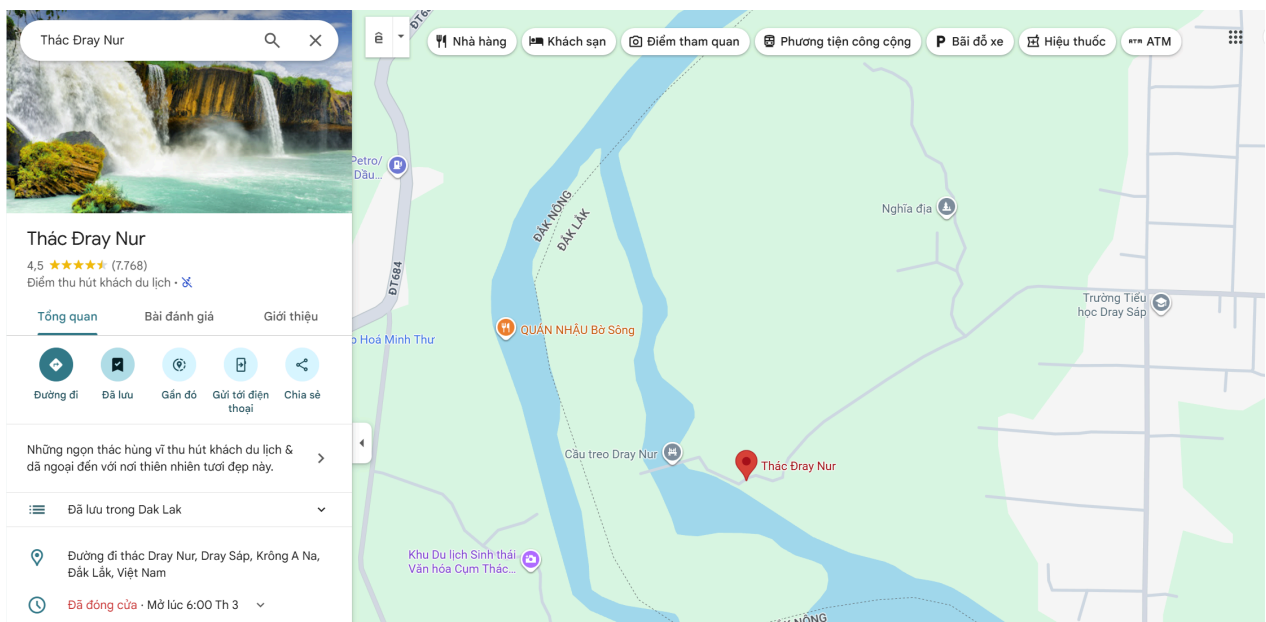 Thác Đray Nur
Nhà hàng
Khách sạn
Điểm tham quan
Phương tiện công cộng
Bãi đỗ xe
Hiệu thuốc
ATM
Thác Đray Nur
4,5 ★★★★★ (7.768)
Điểm thu hút khách du lịch ·
Tổng quan
Bài đánh giá
Giới thiệu
Đường đi
Đã lưu
Gần đó
Gửi tới điện
thoại
Chia sẻ
Những ngọn thác hùng vĩ thu hút khách du lịch &
dã ngoại đến với nơi thiên nhiên tươi đẹp này.
Đã lưu trong Dak Lak
Đường đi thác Dray Nur, Dray Sáp, Krông A Na,
Đắk Lắk, Việt Nam
Đã đóng cửa · Mở lúc 6:00 Th 3
Petro/
Dầu...
ĐẮK NÔNG
ĐẮK LẮK
ĐT684
Nghĩa địa
Trường Tiểu
học Dray Sáp
QUÁN NHẬU Bờ Sông
Hoá Minh Thư
Cầu treo Dray Nur
Thác Đray Nur
Khu Du lịch Sinh thái
Văn hóa Cụm Thác...